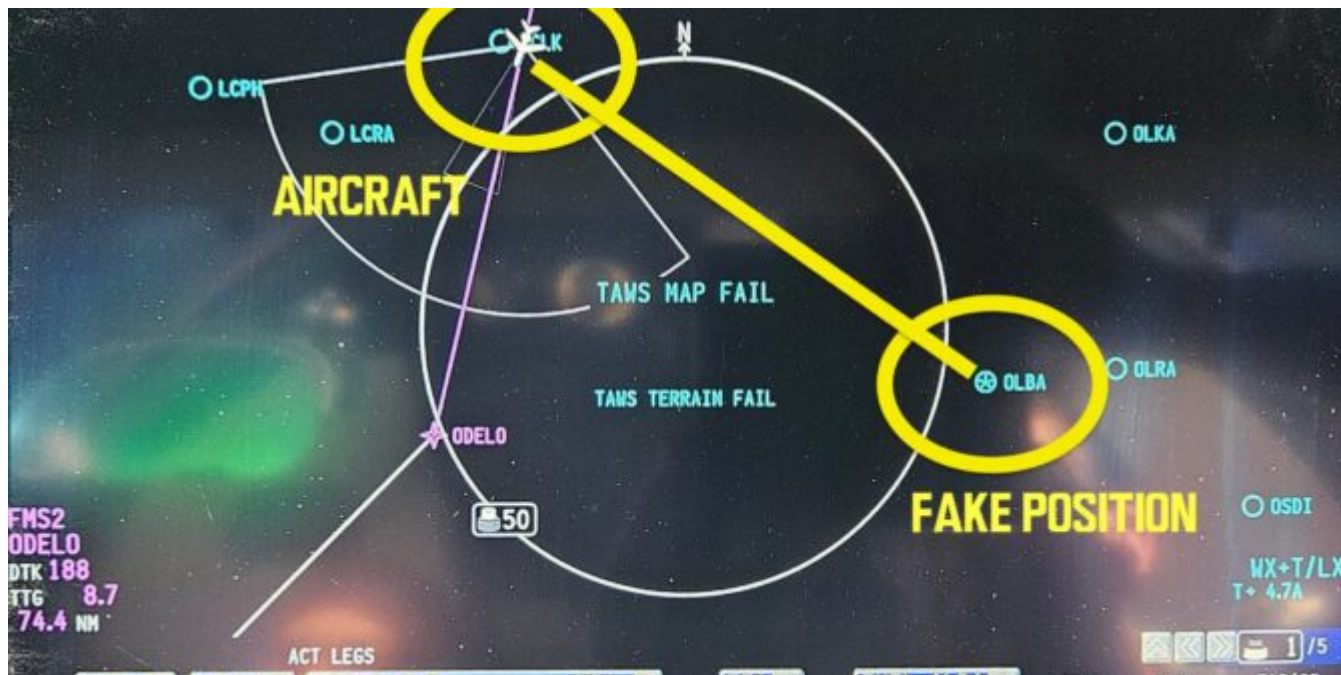 N
LCPH
LCRA
OLKA
AIRCRAFT
TAWS MAP FAIL
OLRA
OLBA
TAWS TERRAIN FAIL
ODELO
50
FAKE POSITION
OSDI
FMS2
ODELO
DTK 188
TTG 8.7
74.4 NM
WX+T/LX
T+ 4.7A
ACT LEGS
1 /5